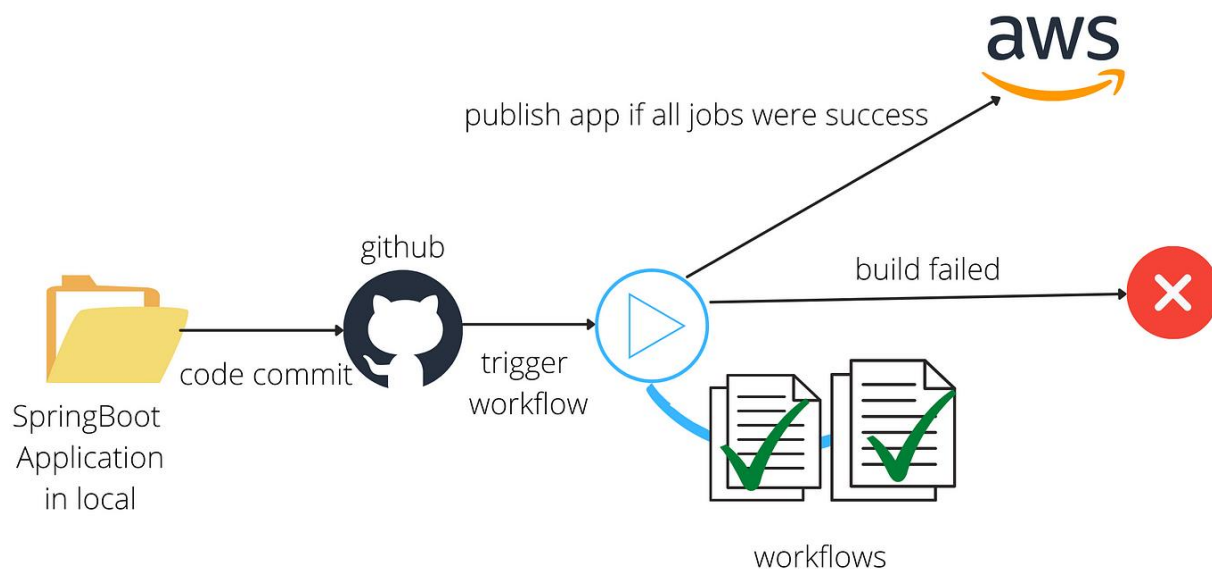 aws
publish app if all jobs were success
github
build failed
code commit
trigger
workflow
SpringBoot
Application
in local
workflows